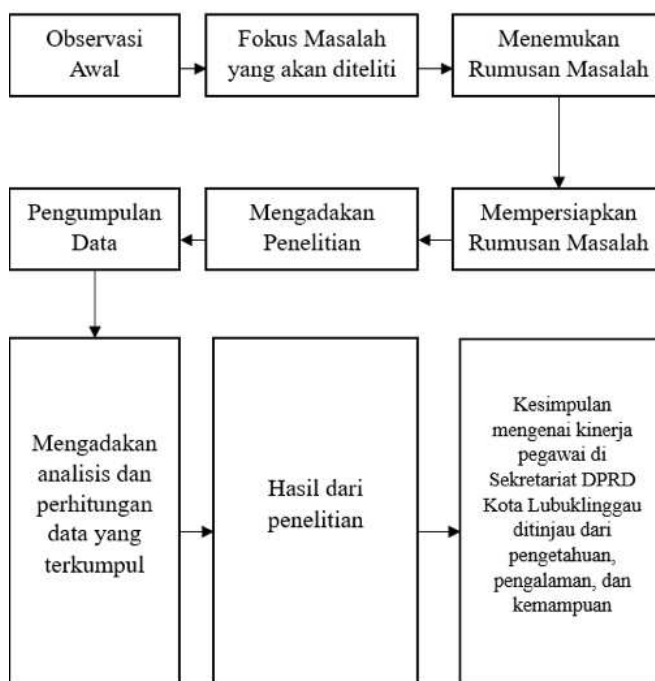 Observasi
Awal
Fokus Masalah
yang akan diteliti
Menemukan
Rumusan Masalah
Pengumpulan
Data
Mengadakan
Penelitian
Mempersiapkan
Rumusan Masalah
Mengadakan
analisis dan
perhitungan
data yang
terkumpul
Hasil dari
penelitian
Kesimpulan
mengenai kinerja
pegawai di
Sekretariat DPRD
Kota Lubuklinggau
ditinjau dari
pengetahuan,
pengalaman, dan
kemampuan